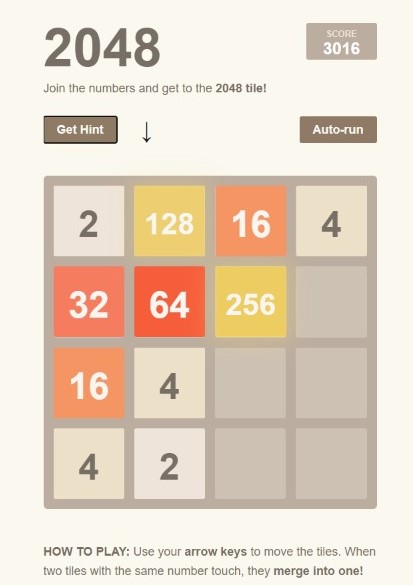 2048
SCORE
3016
Join the numbers and get to the 2048 tile!
Get Hint ↓ Auto-run
2 128 16 4
32 64 256
16 4
4 2
HOW TO PLAY: Use your arrow keys to move the tiles. When
two tiles with the same number touch, they merge into one!